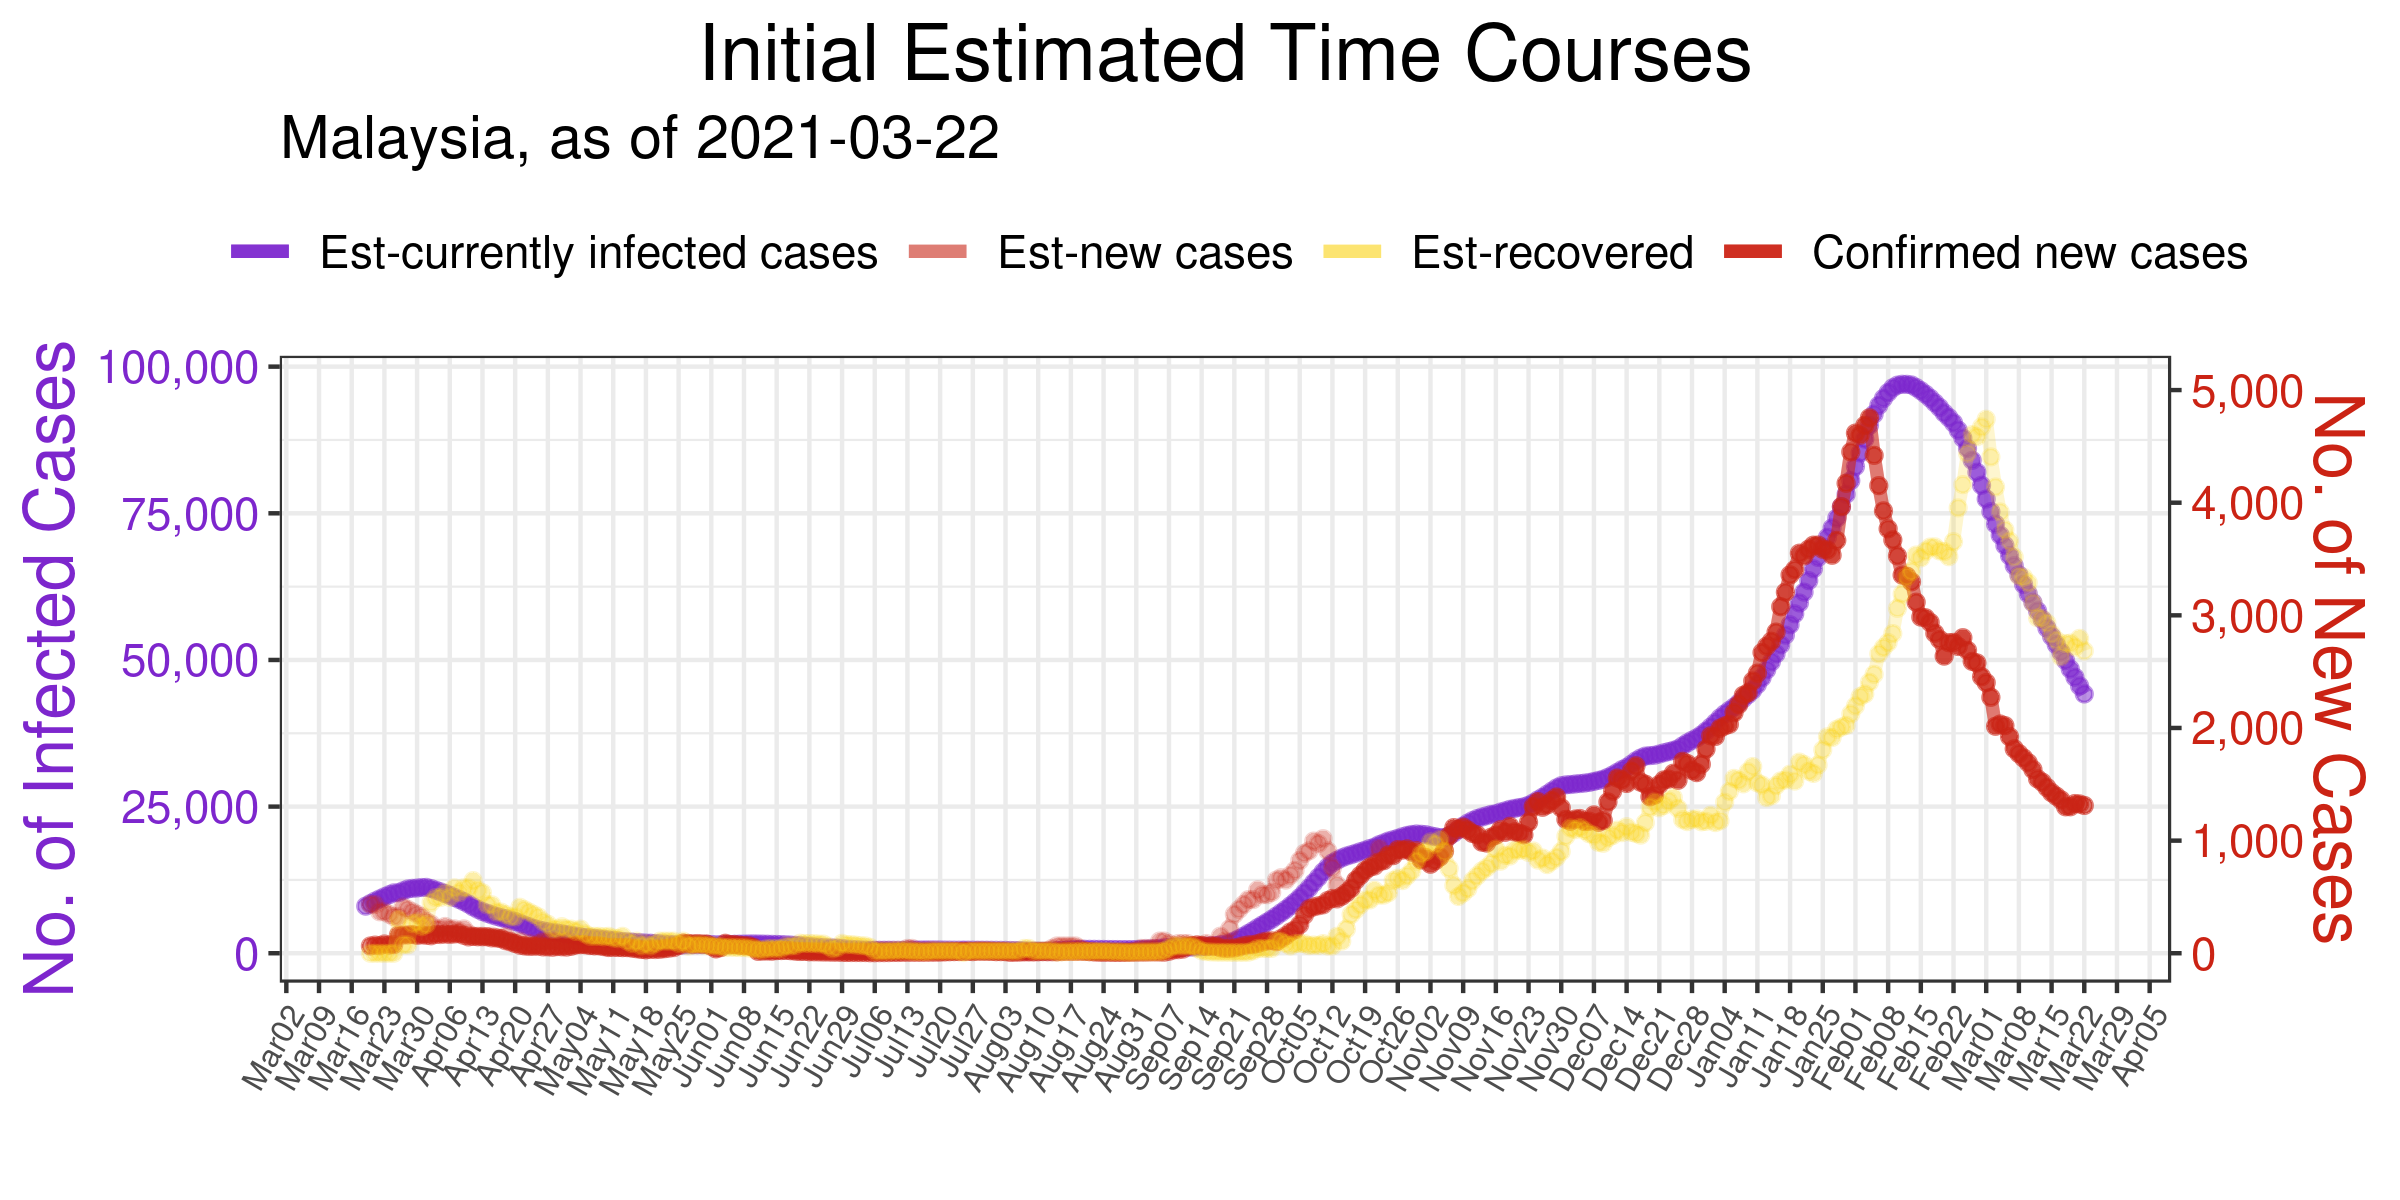 Initial Estimated Time Courses
Malaysia, as of 2021-03-22
Est-currently infected cases Est-new cases Est-recovered Confirmed new cases
No. of Infected Cases
100,000
75,000
50,000
25,000
0
5,000
4,000
3,000
2,000
1,000
0
No. of New Cases
Mar02 Mar09 Mar16 Mar23 Mar30 Apr06 Apr13 Apr20 Apr27 May04 May11 May18 May25 Jun01 Jun08 Jun15 Jun22 Jun29 Jul06 Jul13 Jul20 Jul27 Aug03 Aug10 Aug17 Aug24 Aug31 Sep07 Sep14 Sep21 Sep28 Oct05 Oct12 Oct19 Oct26 Nov02 Nov09 Nov16 Nov23 Nov30 Dec07 Dec14 Dec21 Dec28 Jan04 Jan11 Jan18 Jan25 Feb01 Feb08 Feb15 Feb22 Mar01 Mar08 Mar15 Mar22 Mar29 Apr05